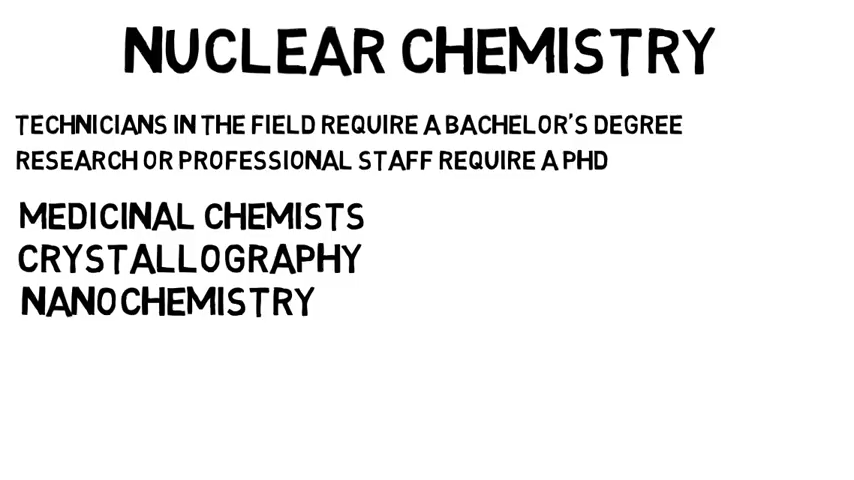 NUCLEAR CHEMISTRY
TECHNICIANS IN THE FIELD REQUIRE A BACHELOR'S DEGREE
RESEARCH OR PROFESSIONAL STAFF REQUIRE A PHD
MEDICINAL CHEMISTS
CRYSTALLOGRAPHY
NANOCHEMISTRY